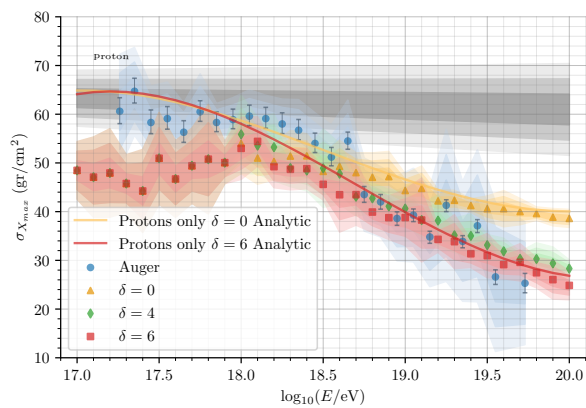 80
70
60
50
40
30
20
10
σ_{X_{max}} (gr/cm²)
proton
Protons only δ = 0 Analytic
Protons only δ = 6 Analytic
Auger
δ = 0
δ = 4
δ = 6
17.0 17.5 18.0 18.5 19.0 19.5 20.0
log₁₀(E/eV)